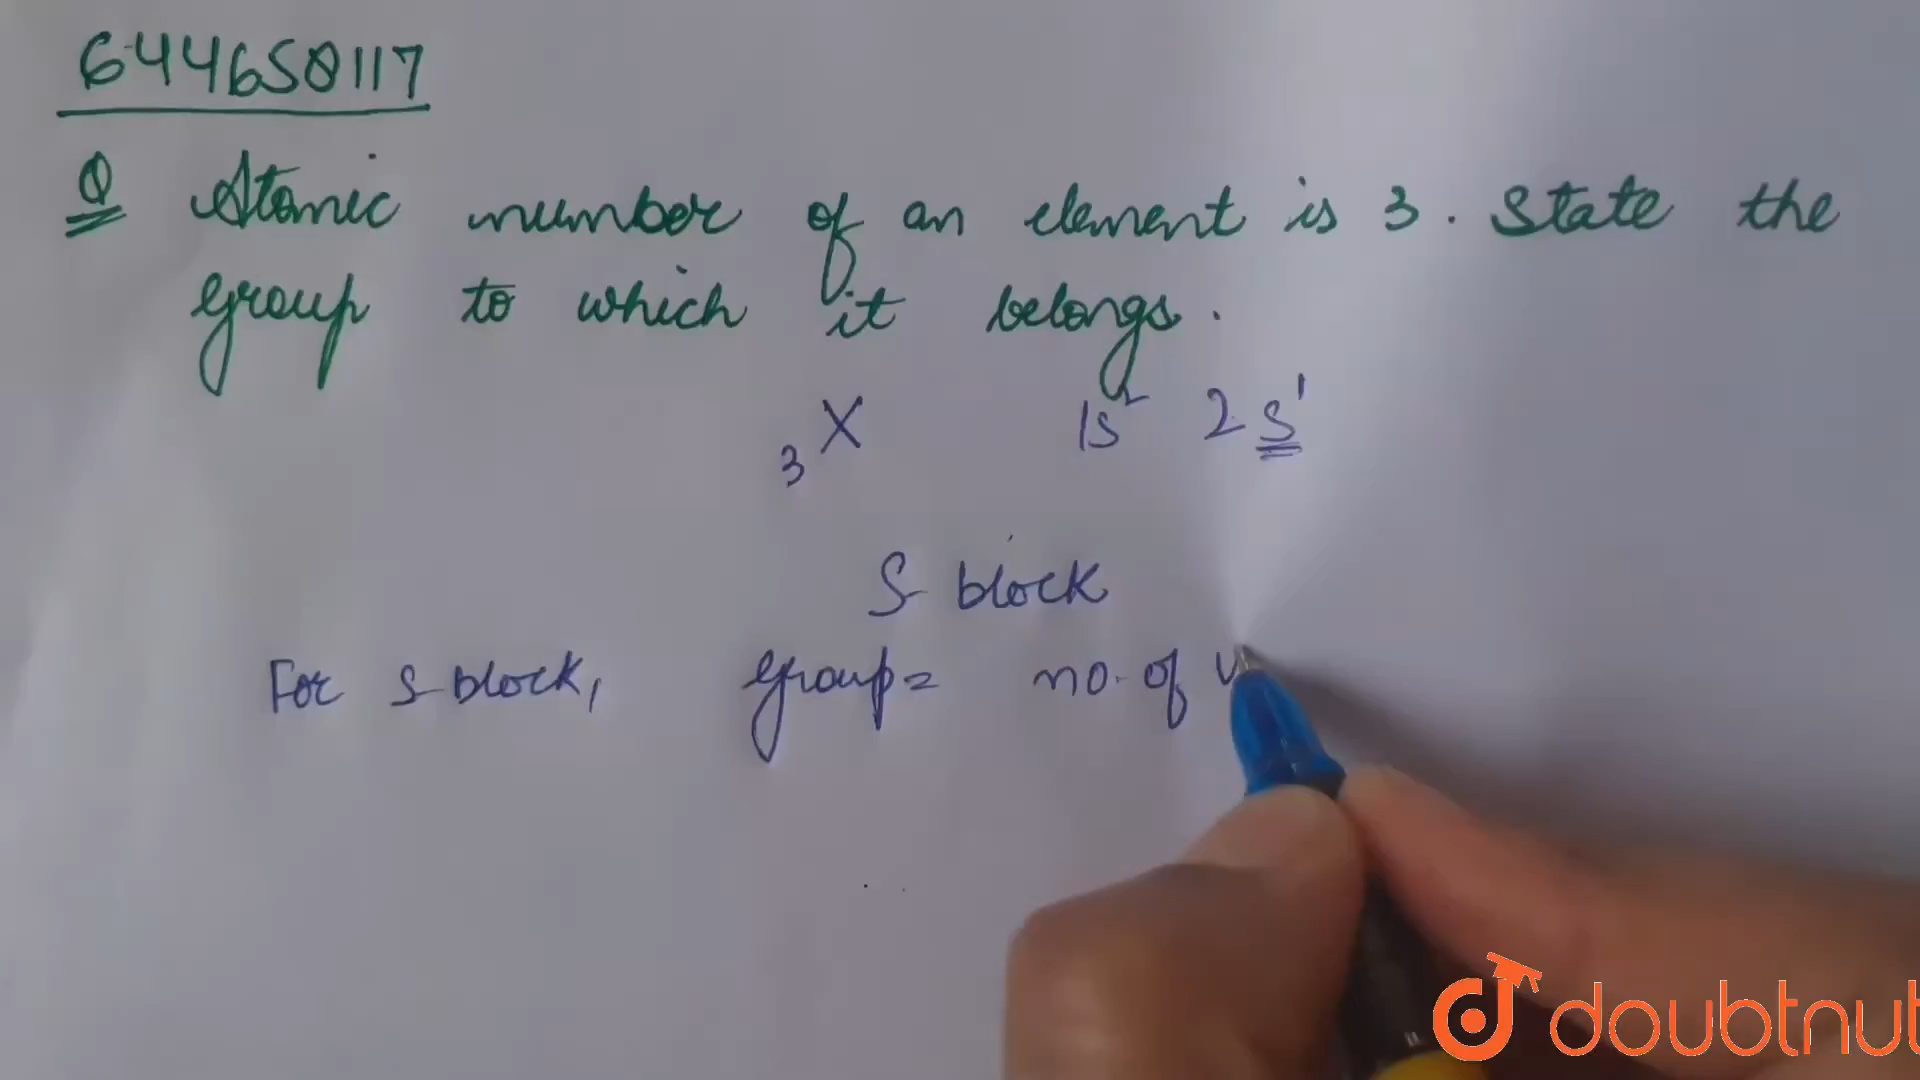 644650117
Q Atomic number of an element is 3. State the
group to which it belongs.
₃X 1s² 2s¹
S block
For S block, group = no. of v
doubtnut